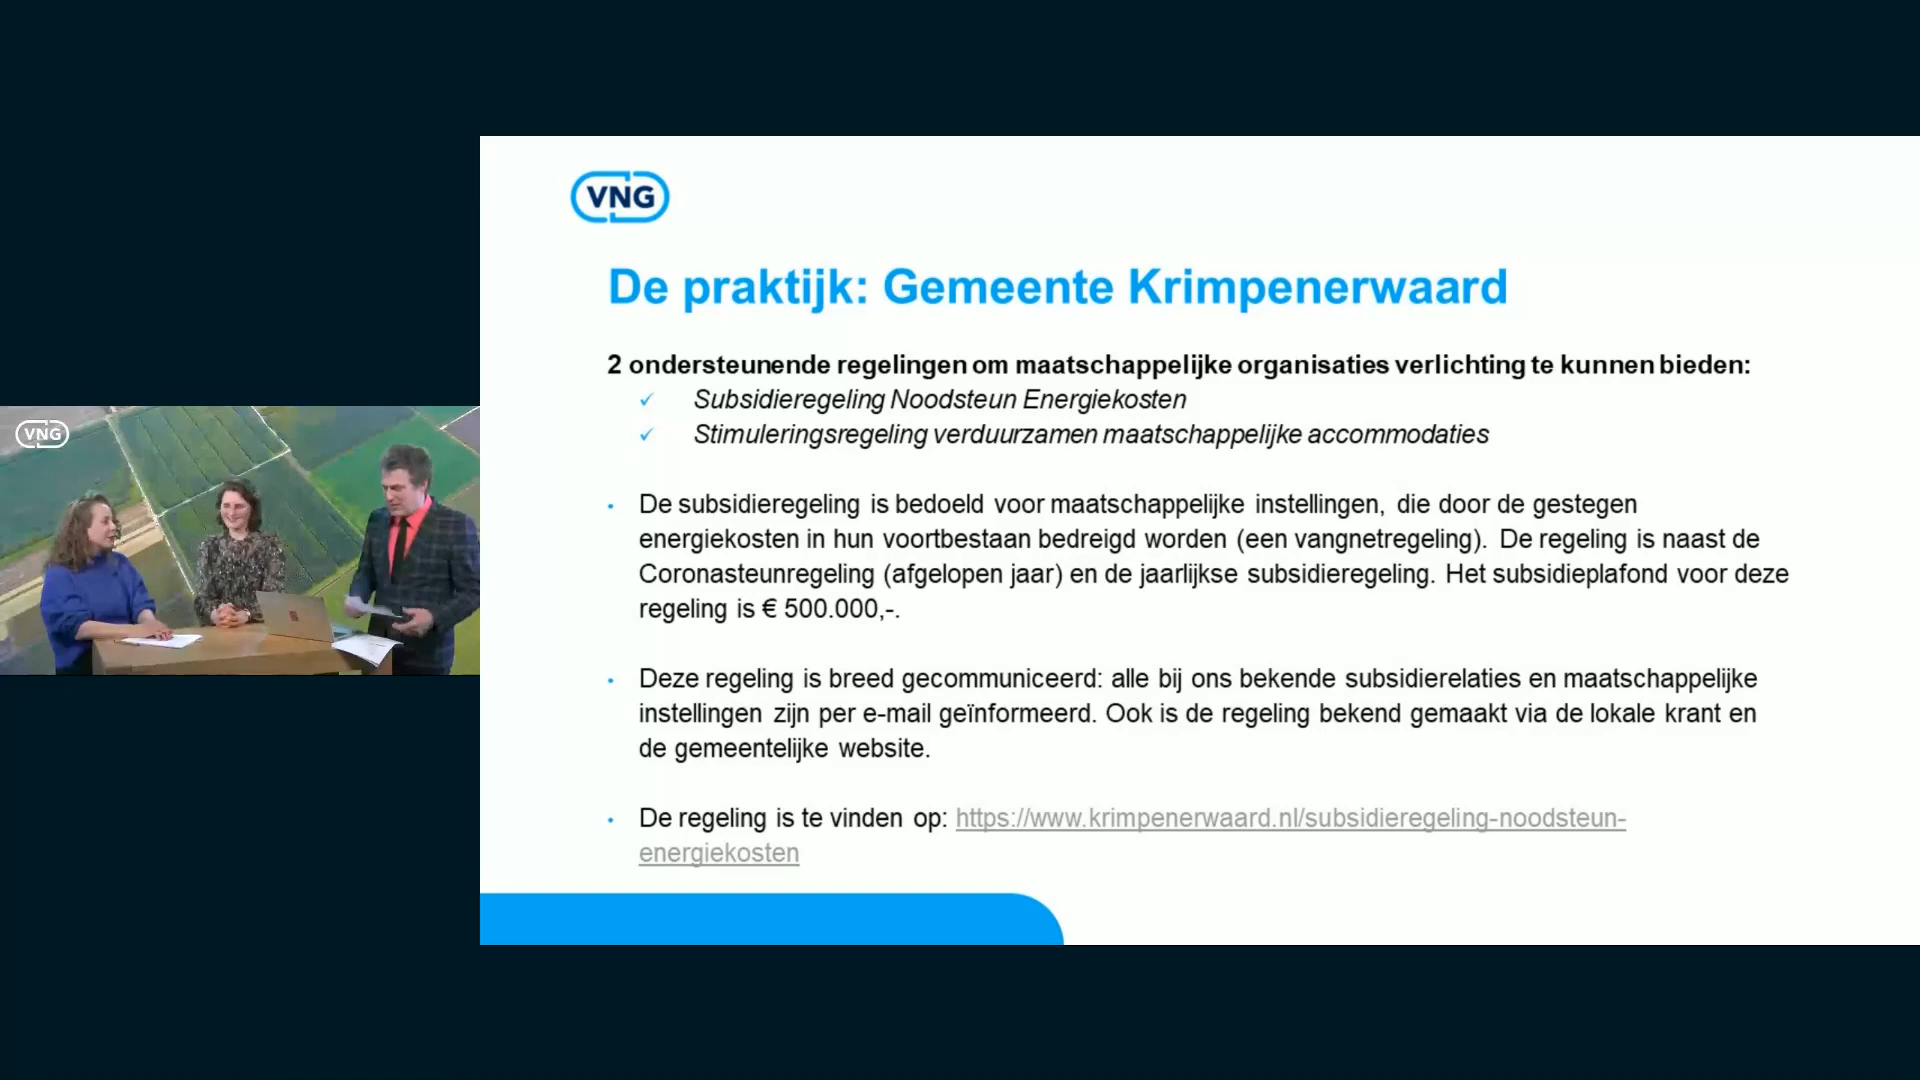 VNG
VNG
De praktijk: Gemeente Krimpenerwaard
2 ondersteunende regelingen om maatschappelijke organisaties verlichting te kunnen bieden:
✓ Subsidieregeling Noodsteun Energiekosten
✓ Stimuleringsregeling verduurzamen maatschappelijke accommodaties
• De subsidieregeling is bedoeld voor maatschappelijke instellingen, die door de gestegen
energiekosten in hun voortbestaan bedreigd worden (een vangnetregeling). De regeling is naast de
Coronasteunregeling (afgelopen jaar) en de jaarlijkse subsidieregeling. Het subsidieplafond voor deze
regeling is € 500.000,-.
• Deze regeling is breed gecommuniceerd: alle bij ons bekende subsidierelaties en maatschappelijke
instellingen zijn per e-mail geïnformeerd. Ook is de regeling bekend gemaakt via de lokale krant en
de gemeentelijke website.
• De regeling is te vinden op: https://www.krimpenerwaard.nl/subsidieregeling-noodsteun-
energiekosten